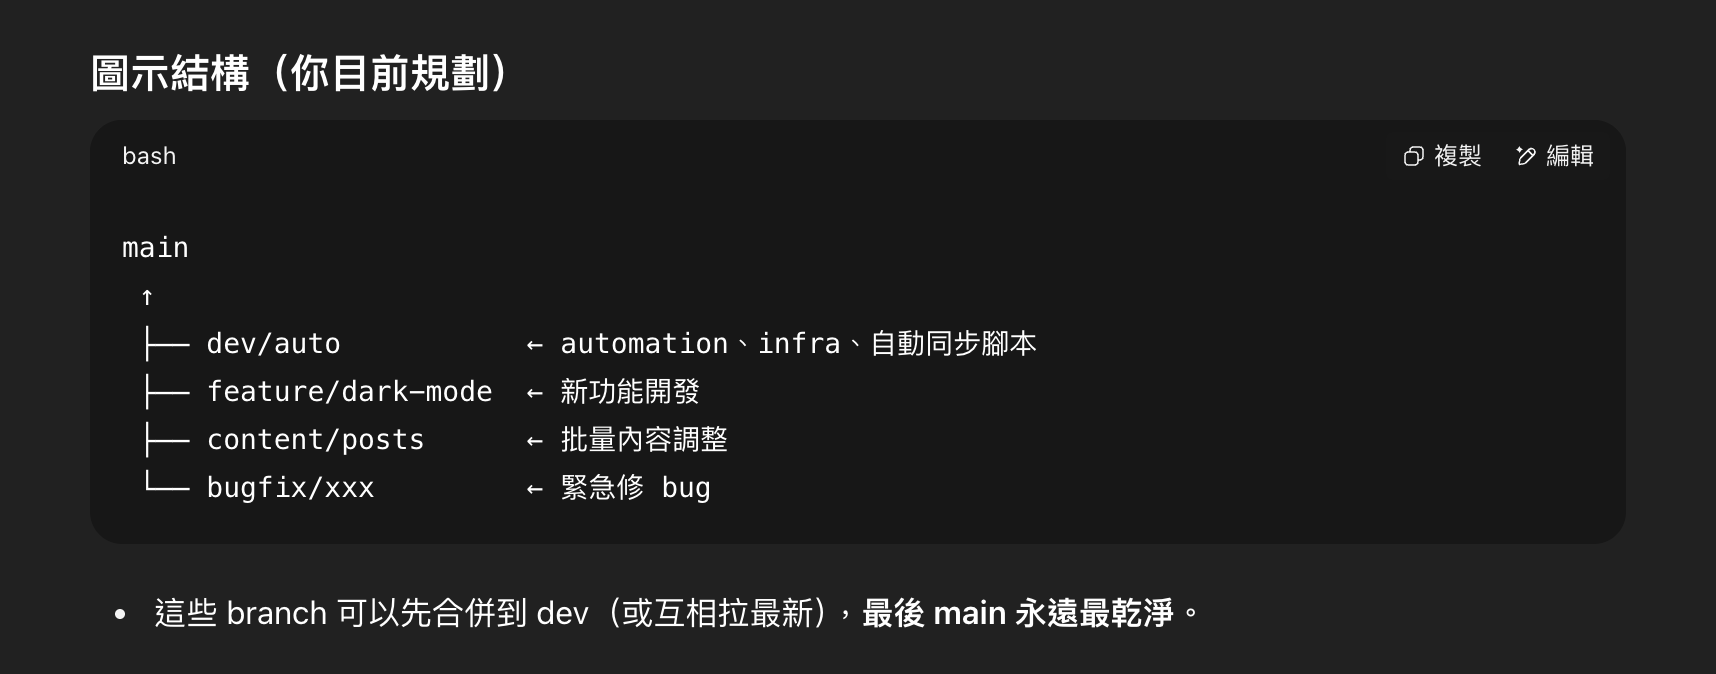 圖示結構（你目前規劃）
bash
複製 編輯
main
↑
├── dev/auto ← automation、infra、自動同步腳本
├── feature/dark-mode ← 新功能開發
├── content/posts ← 批量內容調整
└── bugfix/xxx ← 緊急修 bug
• 這些 branch 可以先合併到 dev（或互相拉最新），最後 main 永遠最乾淨。